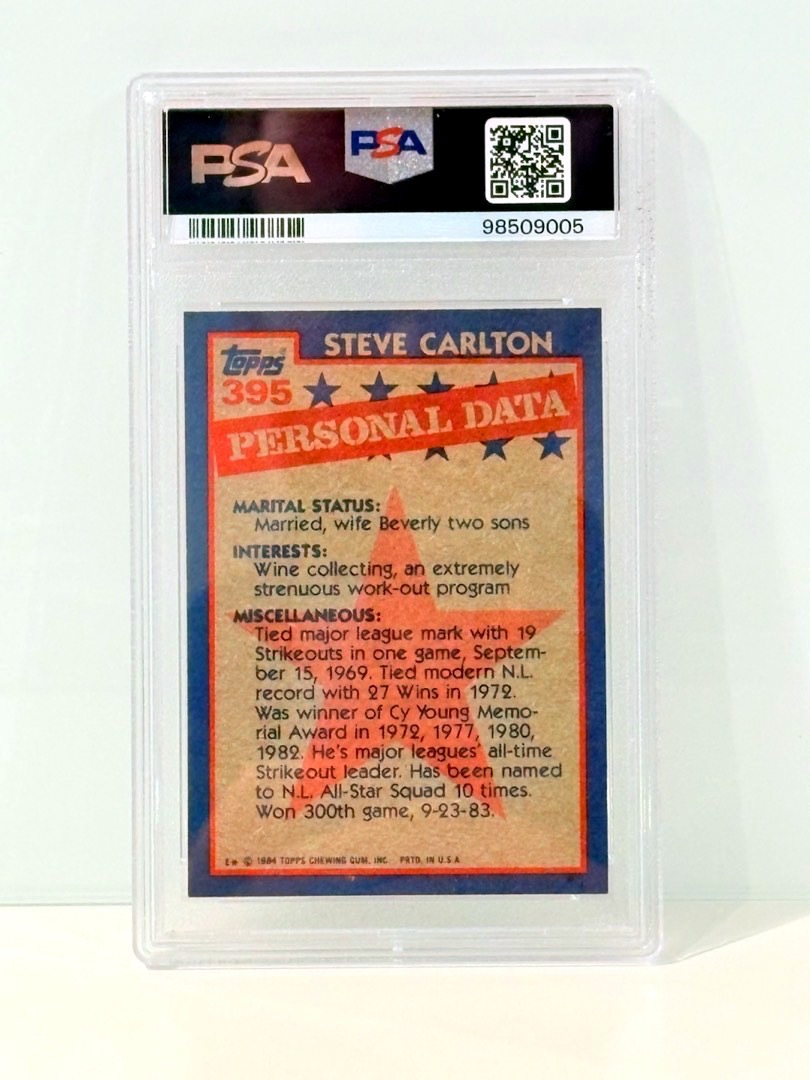 PSA PSA
98509005
STEVE CARLTON
Topps
395
PERSONAL DATA
MARITAL STATUS:
Married, wife Beverly two sons
INTERESTS:
Wine collecting, an extremely
strenuous work-out program
MISCELLANEOUS:
Tied major league mark with 19
Strikeouts in one game, Septem-
ber 15, 1969. Tied modern N.L.
record with 27 Wins in 1972.
Was winner of Cy Young Memo-
rial Award in 1972, 1977, 1980,
1982. He's major leagues' all-time
Strikeout leader. Has been named
to N.L. All-Star Squad 10 times.
Won 300th game, 9-23-83.
E* © 1984 TOPPS CHEWING GUM, INC. PRTD. IN U.S.A.